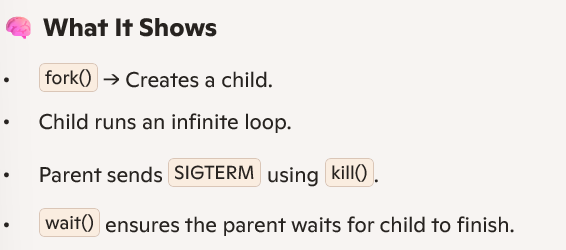 🧠 What It Shows
• fork() → Creates a child.
• Child runs an infinite loop.
• Parent sends SIGTERM using kill().
• wait() ensures the parent waits for child to finish.